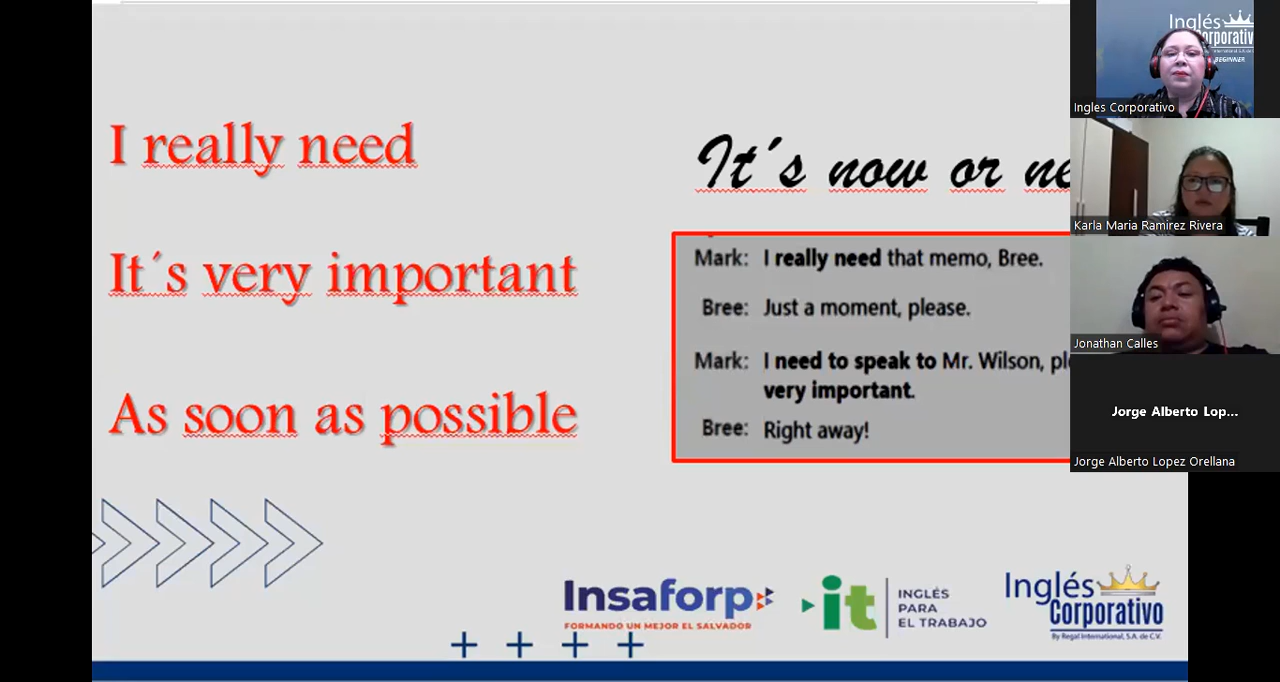 I really need
It´s very important
As soon as possible
It´s now or
Mark: I really need that memo, Bree.
Bree: Just a moment, please.
Mark: I need to speak to Mr. Wilson,
very important.
Bree: Right away!
Insaforp
FORMANDO UN MEJOR EL SALVADOR
it
INGLÉS
PARA
EL TRABAJO
Inglés
Corporativo
By Regal International, S.A. de C.V.
Inglés
BEGINNER
Ingles Corporativo
Karla Maria Ramirez Rivera
Jonathan Calles
Jorge Alberto Lop...
Jorge Alberto Lopez Orellana